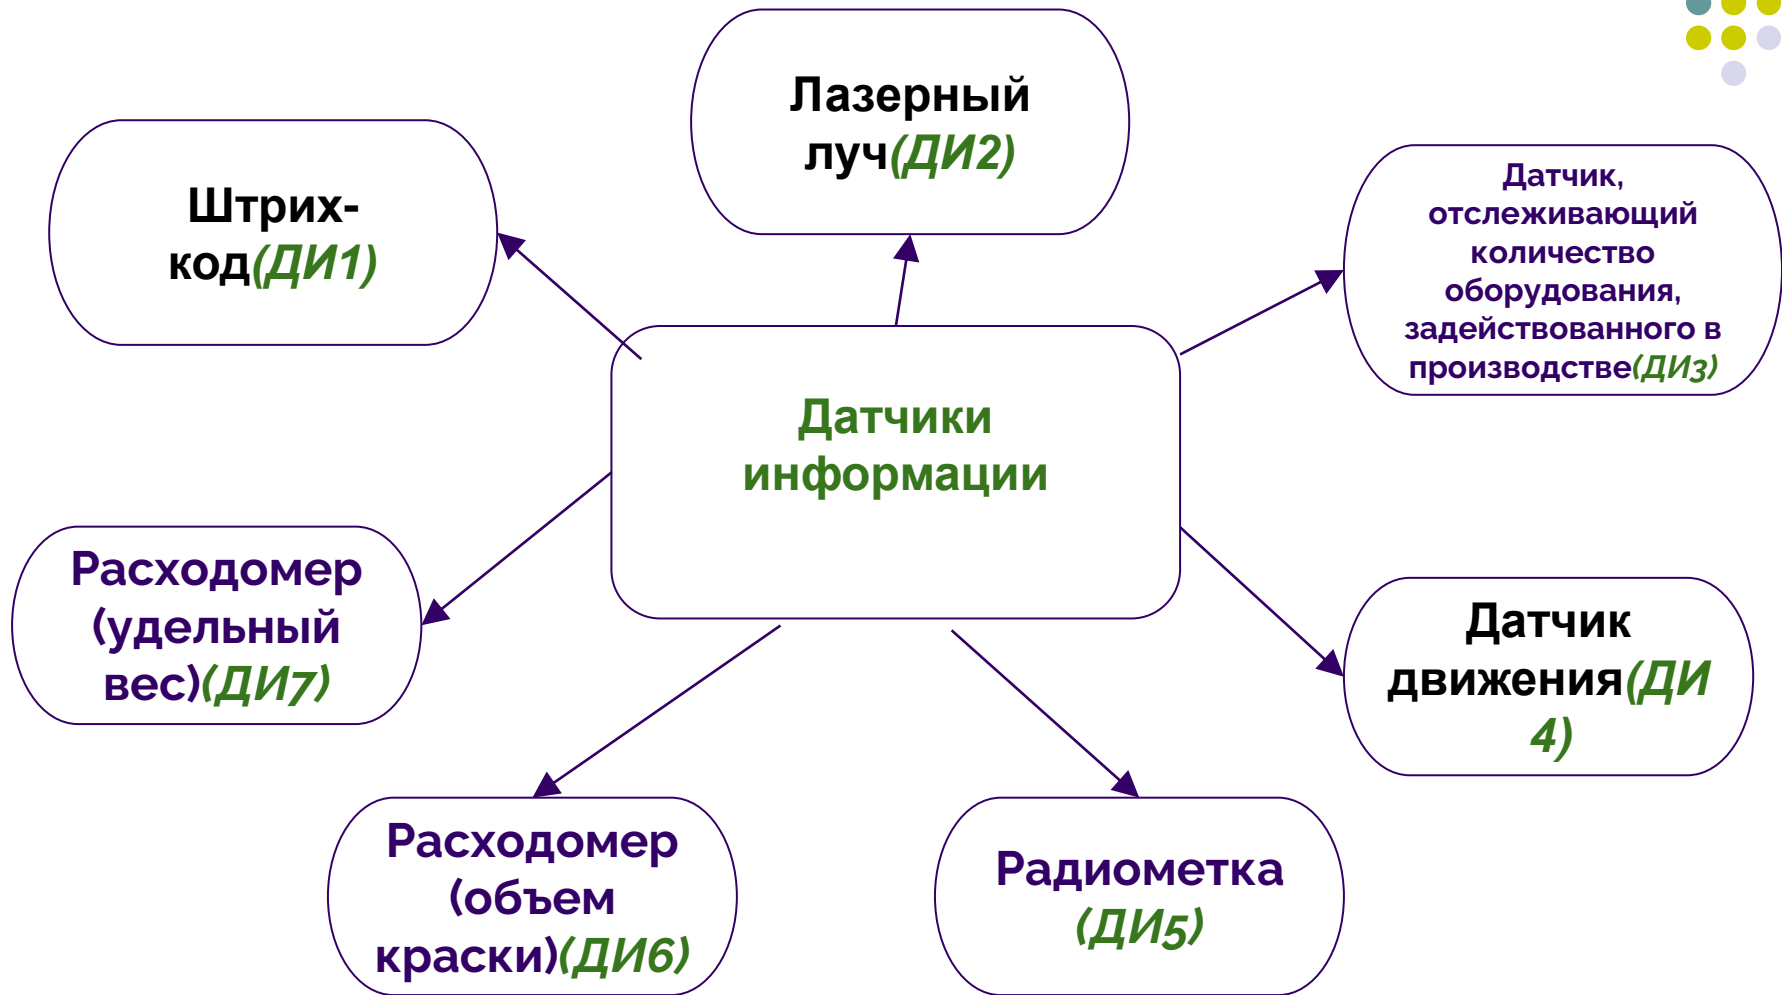 Лазерный
луч(ДИ2)
Штрих-
код(ДИ1)
Датчик,
отслеживающий
количество
оборудования,
задействованного в
производстве(ДИ3)
Датчики
информации
Расходомер
(удельный
вес)(ДИ7)
Датчик
движения(ДИ
4)
Расходомер
(объем
краски)(ДИ6)
Радиометка
(ДИ5)